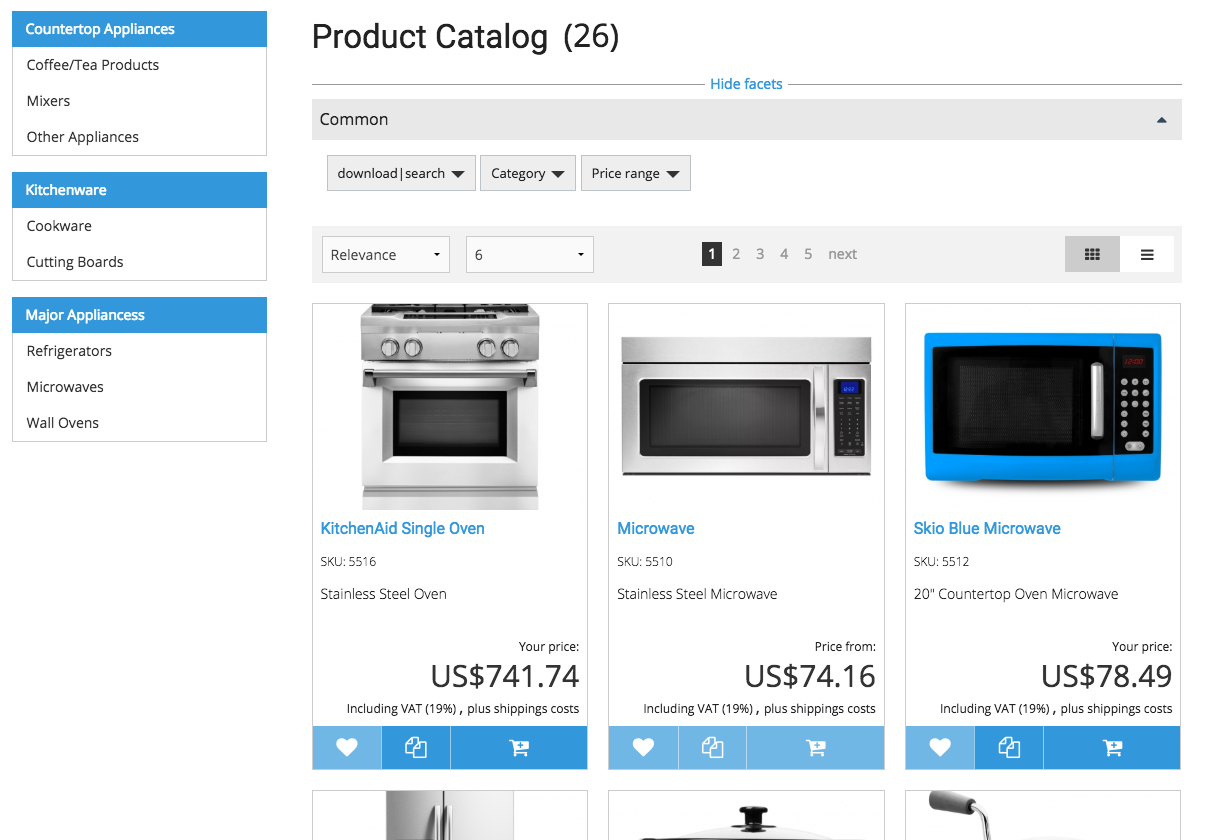 Countertop Appliances
Coffee/Tea Products
Mixers
Other Appliances
Kitchenware
Cookware
Cutting Boards
Major Appliancess
Refrigerators
Microwaves
Wall Ovens
Product Catalog (26)
Hide facets
Common
download|search Category Price range
Relevance 6 1 2 3 4 5 next
KitchenAid Single Oven
SKU: 5516
Stainless Steel Oven
Your price:
US$741.74
Including VAT (19%) , plus shippings costs
Microwave
SKU: 5510
Stainless Steel Microwave
Price from:
US$74.16
Including VAT (19%) , plus shippings costs
Skio Blue Microwave
SKU: 5512
20" Countertop Oven Microwave
Your price:
US$78.49
Including VAT (19%) , plus shippings costs